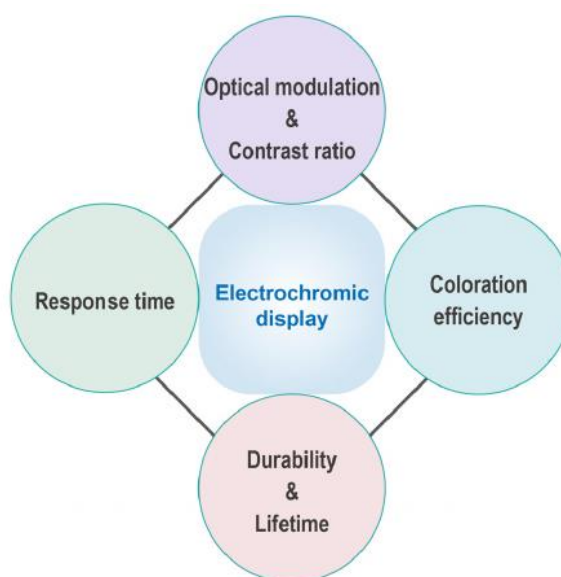 Optical modulation
&
Contrast ratio
Response time
Electrochromic
display
Coloration
efficiency
Durability
&
Lifetime